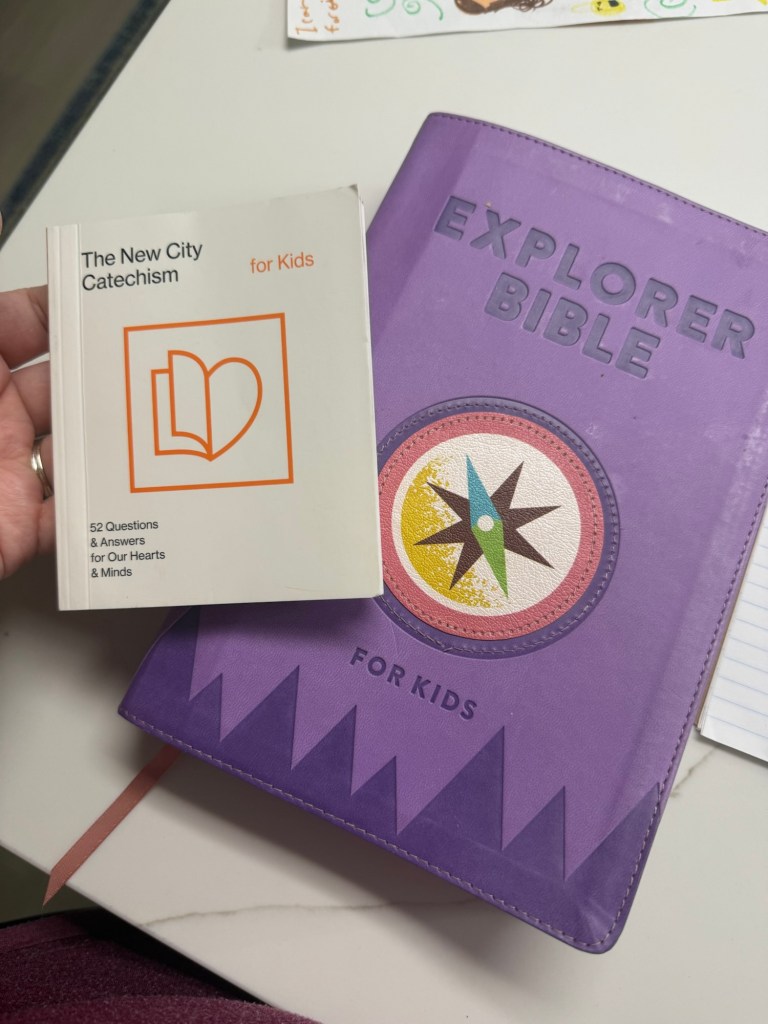 The New City
Catechism
for Kids
52 Questions
& Answers
for Our Hearts
& Minds
EXPLORER
BIBLE
FOR KIDS